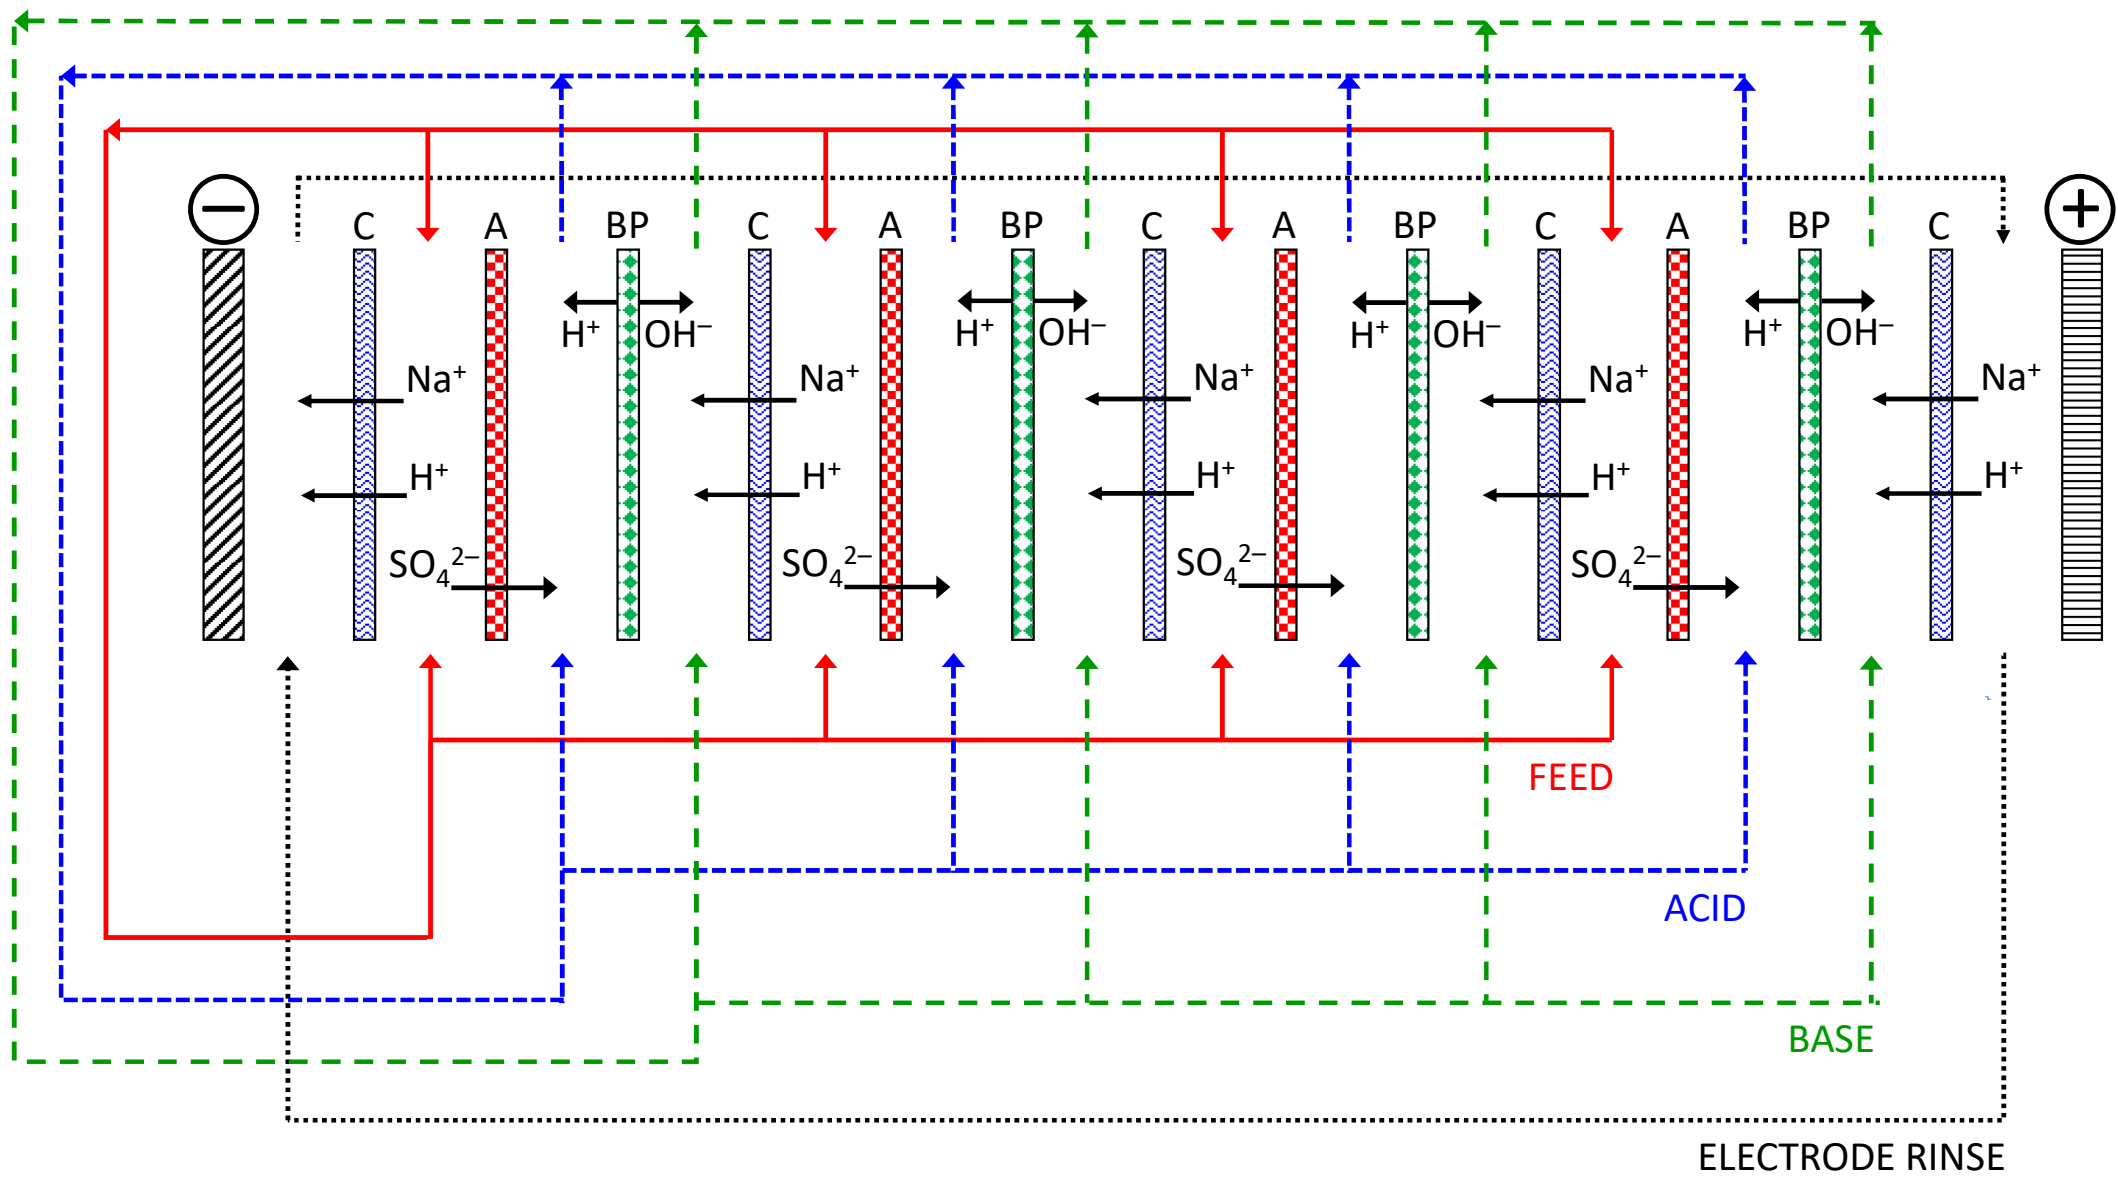 − +
C A BP C A BP C A BP C A BP C
H⁺ OH⁻ H⁺ OH⁻ H⁺ OH⁻ H⁺ OH⁻
Na⁺ Na⁺ Na⁺ Na⁺ Na⁺
H⁺ H⁺ H⁺ H⁺ H⁺
SO₄²⁻ SO₄²⁻ SO₄²⁻ SO₄²⁻
FEED
ACID
BASE
ELECTRODE RINSE